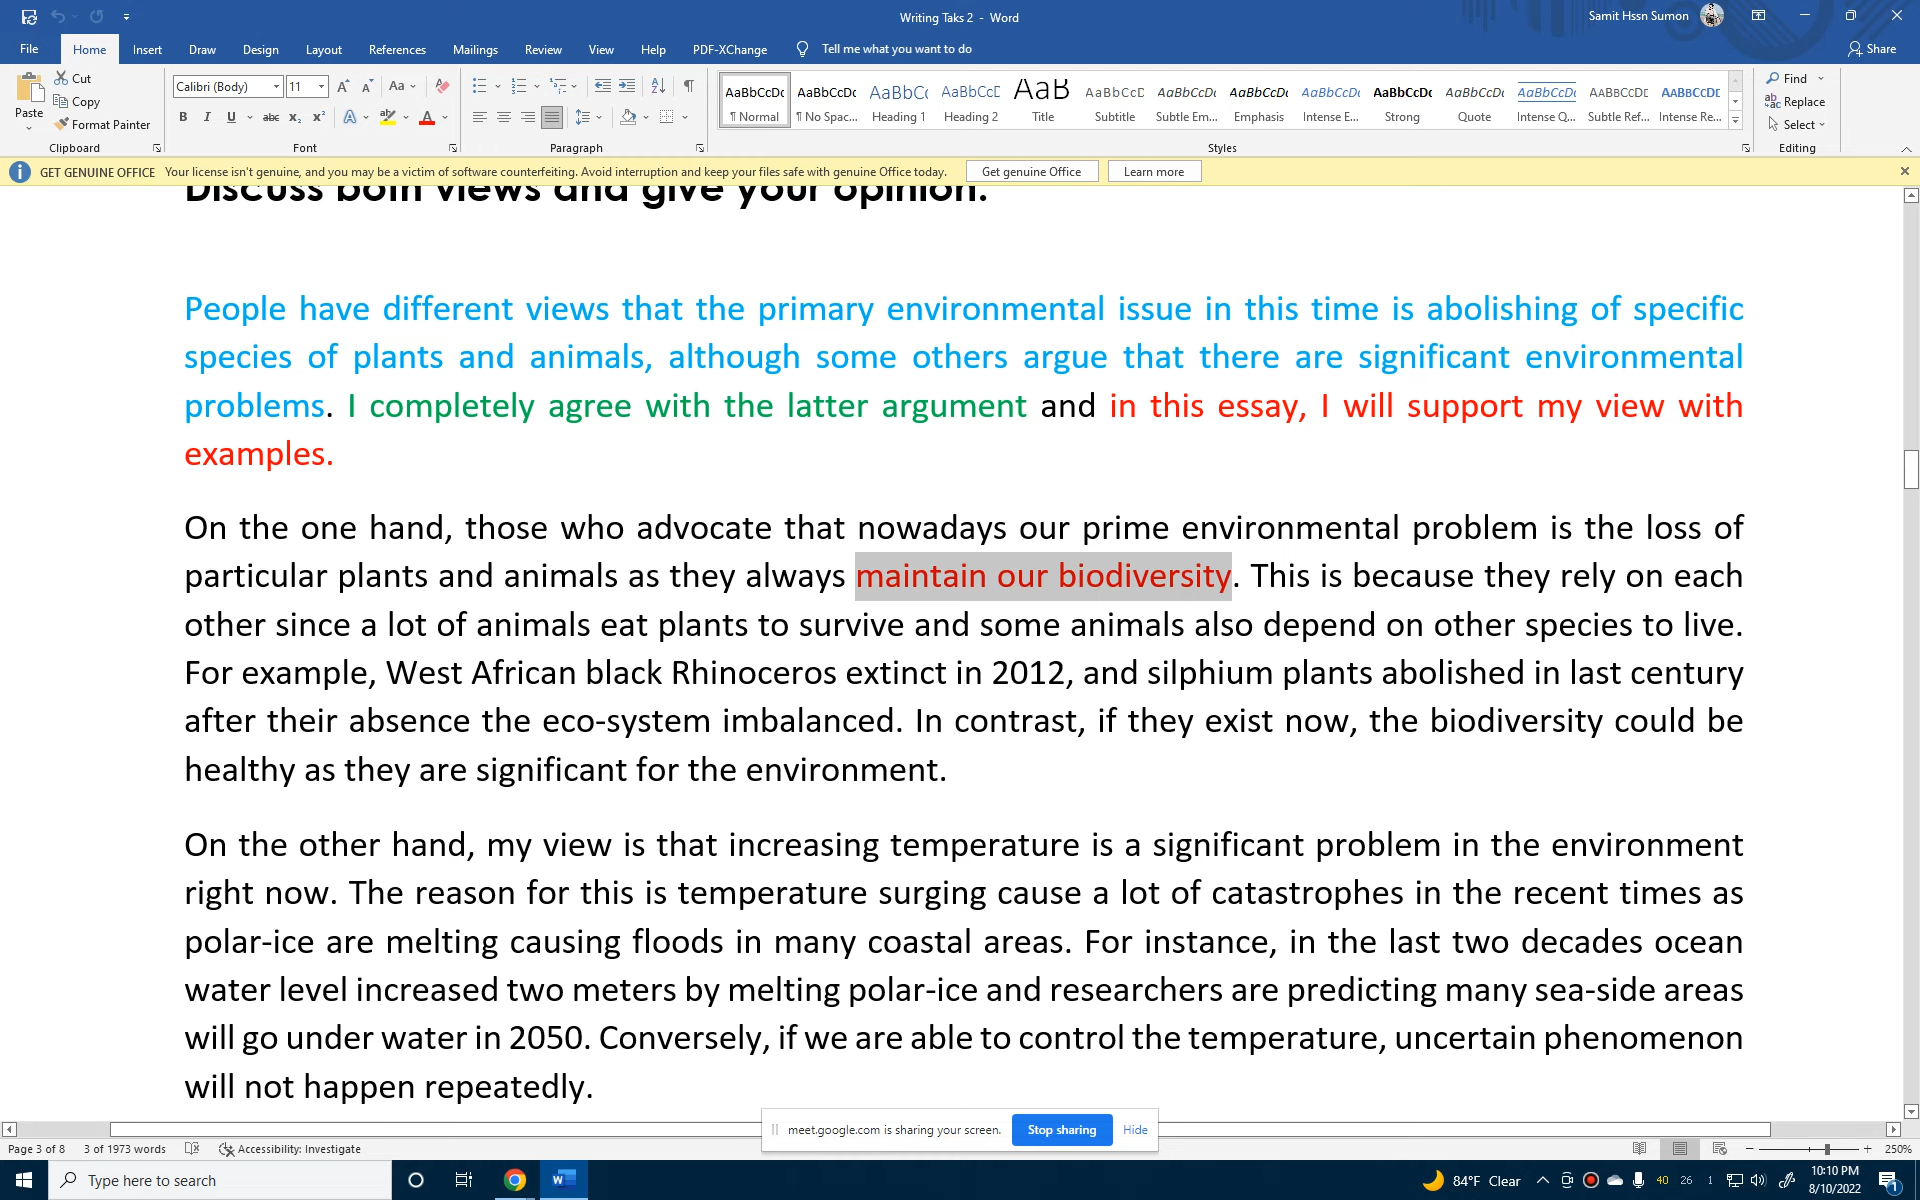 Writing Taks 2 - Word
Samit Hssn Sumon
File Home Insert Draw Design Layout References Mailings Review View Help PDF-XChange Tell me what you want to do Share
Paste
Cut
Copy
Format Painter
Clipboard
Calibri (Body) 11
Font
Paragraph
AaBbCcDc AaBbCcDc AaBbCc AaBbCcD AaB AaBbCcD AaBbCcDc AaBbCcDc AaBbCcDc AaBbCcDc AaBbCcDc AaBbCcDc AaBbCcDc AaBbCcDc
¶ Normal ¶ No Spac... Heading 1 Heading 2 Title Subtitle Subtle Em... Emphasis Intense E... Strong Quote Intense Q... Subtle Ref... Intense Re...
Styles
Find
Replace
Select
Editing
GET GENUINE OFFICE Your license isn't genuine, and you may be a victim of software counterfeiting. Avoid interruption and keep your files safe with genuine Office today. Get genuine Office Learn more
Discuss both views and give your opinion.
People have different views that the primary environmental issue in this time is abolishing of specific
species of plants and animals, although some others argue that there are significant environmental
problems. I completely agree with the latter argument and in this essay, I will support my view with
examples.
On the one hand, those who advocate that nowadays our prime environmental problem is the loss of
particular plants and animals as they always maintain our biodiversity. This is because they rely on each
other since a lot of animals eat plants to survive and some animals also depend on other species to live.
For example, West African black Rhinoceros extinct in 2012, and silphium plants abolished in last century
after their absence the eco-system imbalanced. In contrast, if they exist now, the biodiversity could be
healthy as they are significant for the environment.
On the other hand, my view is that increasing temperature is a significant problem in the environment
right now. The reason for this is temperature surging cause a lot of catastrophes in the recent times as
polar-ice are melting causing floods in many coastal areas. For instance, in the last two decades ocean
water level increased two meters by melting polar-ice and researchers are predicting many sea-side areas
will go under water in 2050. Conversely, if we are able to control the temperature, uncertain phenomenon
will not happen repeatedly.
meet.google.com is sharing your screen. Stop sharing Hide
Page 3 of 8 3 of 1973 words Accessibility: Investigate 250%
Type here to search
84°F Clear 40 26 1
10:10 PM
8/10/2022
1